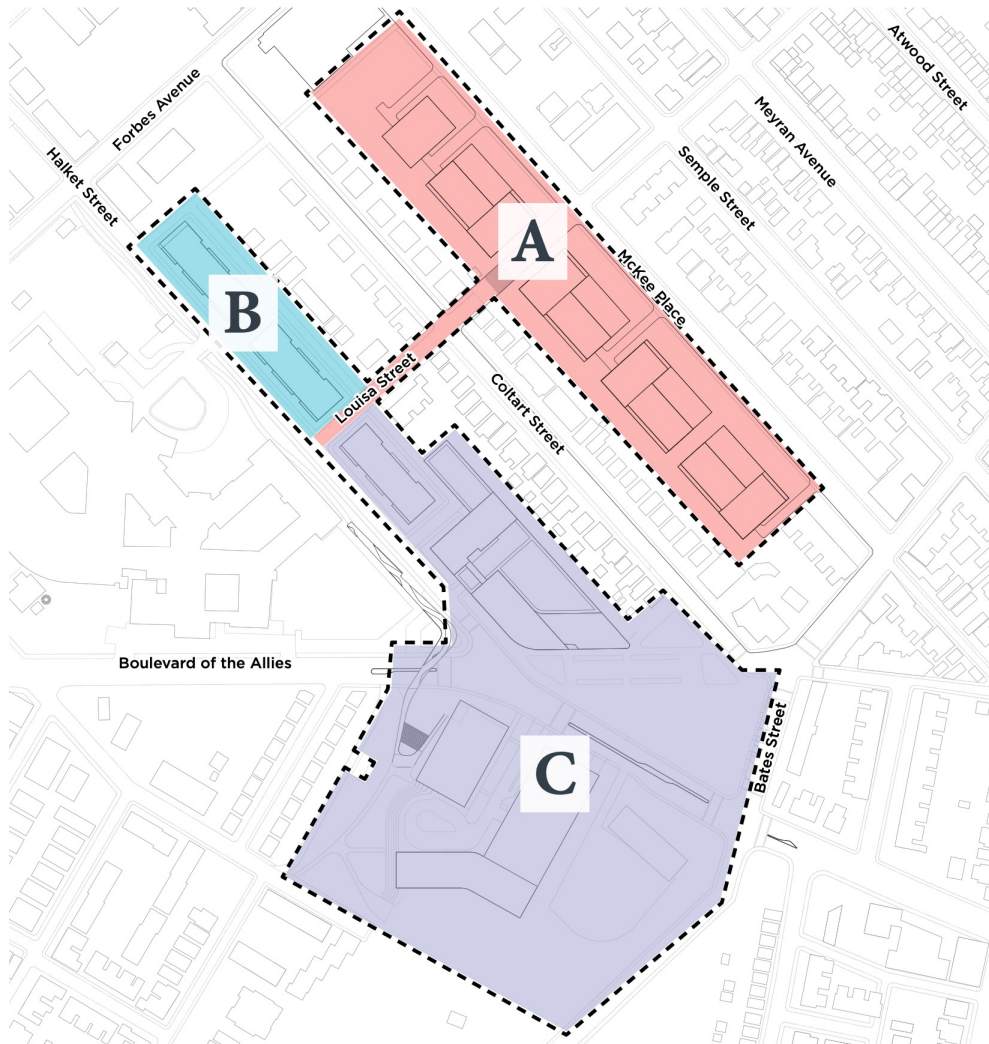 Atwood Street
Forbes Avenue
Meyran Avenue
Halket Street
Semple Street
A
McKee Place
B
Louisa Street
Coltart Street
Boulevard of the Allies
Bates Street
C